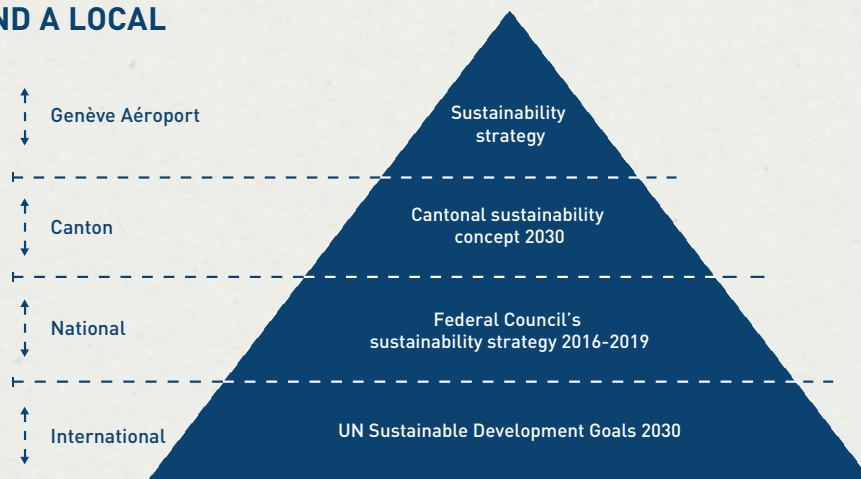 ND A LOCAL
Genève Aéroport
Sustainability
strategy
Canton
Cantonal sustainability
concept 2030
National
Federal Council's
sustainability strategy 2016-2019
International
UN Sustainable Development Goals 2030